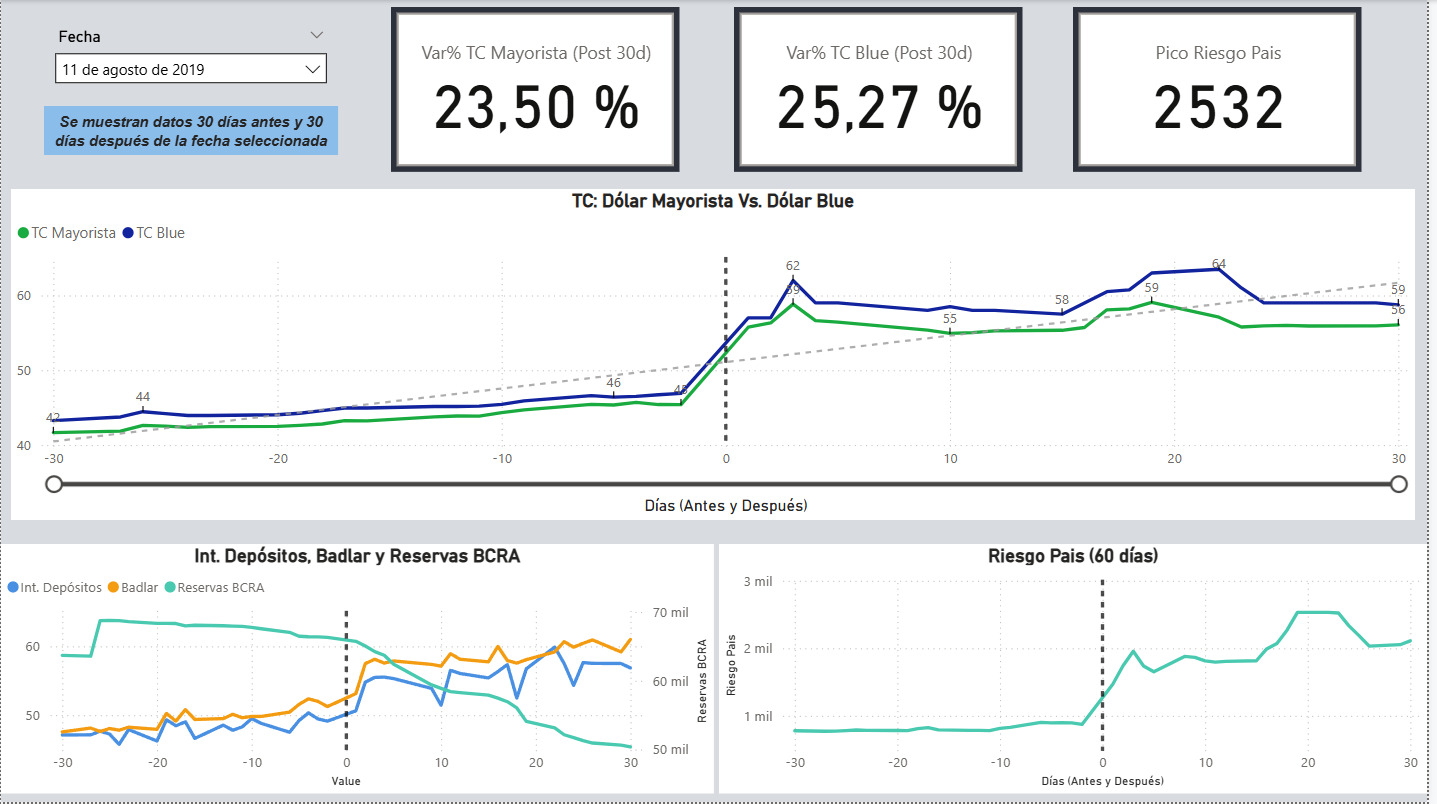 Fecha
11 de agosto de 2019
Se muestran datos 30 días antes y 30
días después de la fecha seleccionada
Var% TC Mayorista (Post 30d)
23,50 %
Var% TC Blue (Post 30d)
25,27 %
Pico Riesgo Pais
2532
TC: Dólar Mayorista Vs. Dólar Blue
TC Mayorista TC Blue
60
50
40
42
44
46
45
62
59
55
58
59
64
59
56
-30 -20 -10 0 10 20 30
Días (Antes y Después)
Int. Depósitos, Badlar y Reservas BCRA
Int. Depósitos Badlar Reservas BCRA
60
50
70 mil
60 mil
50 mil
Reservas BCRA
-30 -20 -10 0 10 20 30
Value
Riesgo Pais (60 días)
3 mil
2 mil
1 mil
Riesgo Pais
-30 -20 -10 0 10 20 30
Días (Antes y Después)